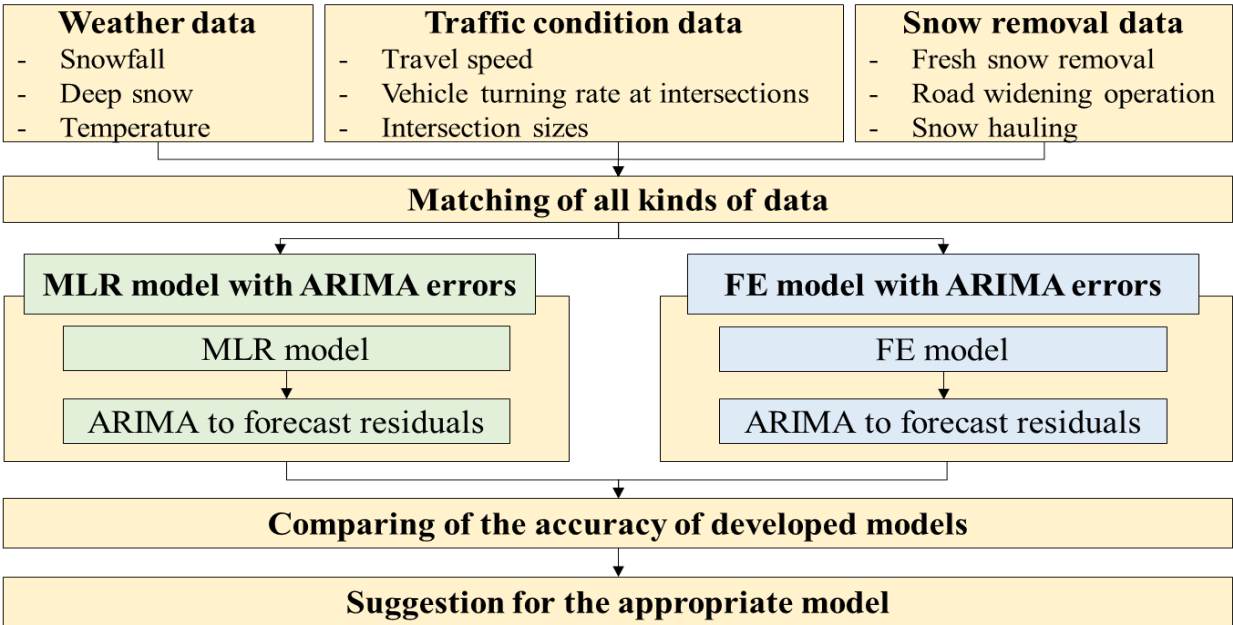 Weather data
- Snowfall
- Deep snow
- Temperature
Traffic condition data
- Travel speed
- Vehicle turning rate at intersections
- Intersection sizes
Snow removal data
- Fresh snow removal
- Road widening operation
- Snow hauling
Matching of all kinds of data
MLR model with ARIMA errors
MLR model
ARIMA to forecast residuals
FE model with ARIMA errors
FE model
ARIMA to forecast residuals
Comparing of the accuracy of developed models
Suggestion for the appropriate model